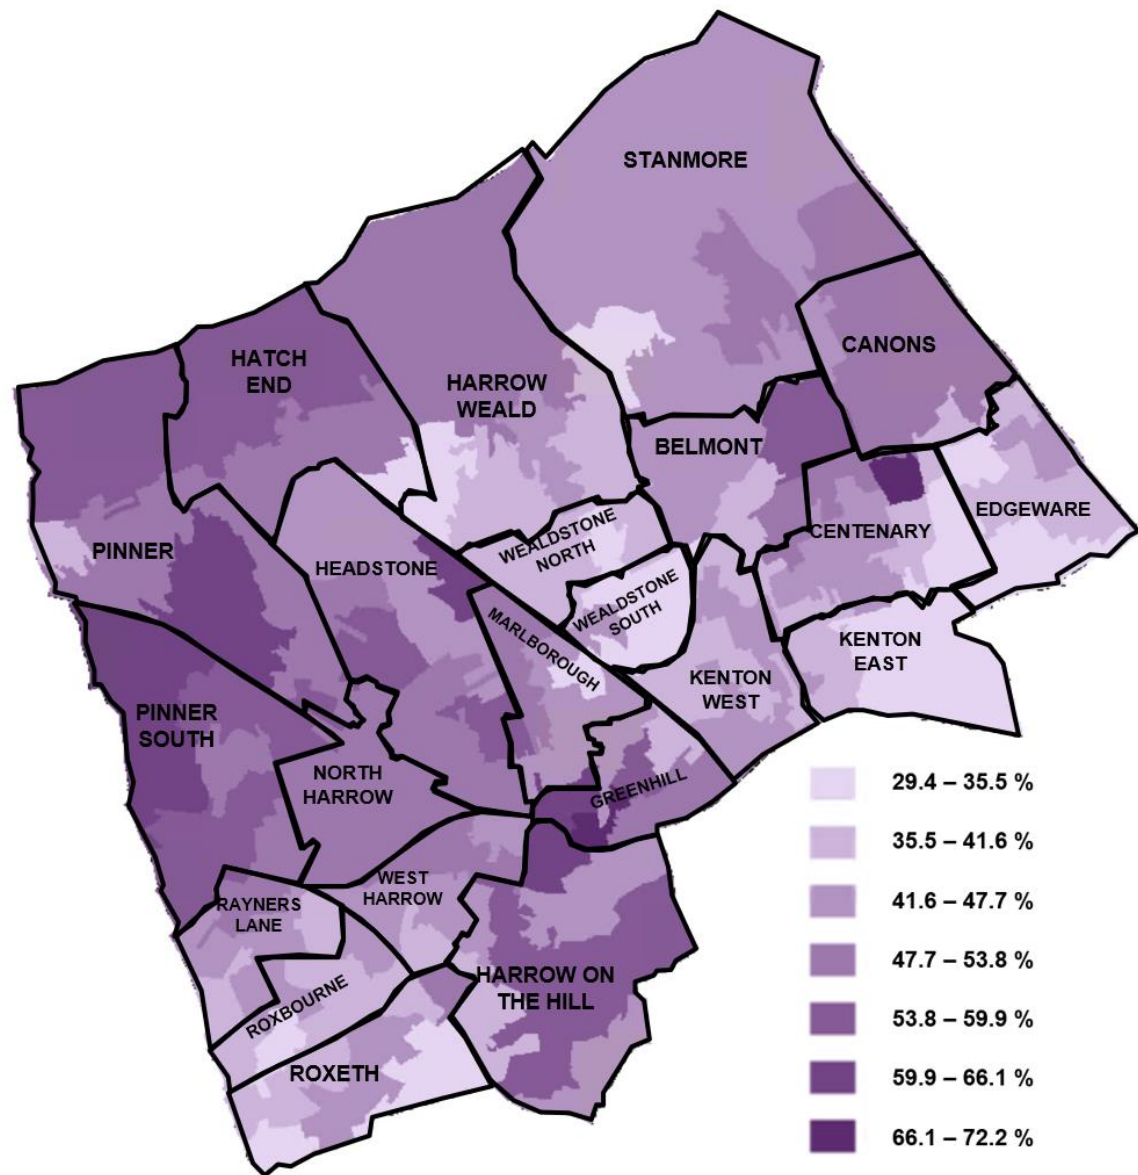 STANMORE
HATCH
END
CANONS
HARROW
WEALD
BELMONT
EDGEWARE
CENTENARY
PINNER
WEALDSTONE
NORTH
HEADSTONE
WEALDSTONE
SOUTH
MARLBOROUGH
KENTON
EAST
KENTON
WEST
PINNER
SOUTH
NORTH
HARROW
GREENHILL
WEST
HARROW
RAYNERS
LANE
HARROW ON
THE HILL
ROXBOURNE
ROXETH
29.4 – 35.5 %
35.5 – 41.6 %
41.6 – 47.7 %
47.7 – 53.8 %
53.8 – 59.9 %
59.9 – 66.1 %
66.1 – 72.2 %